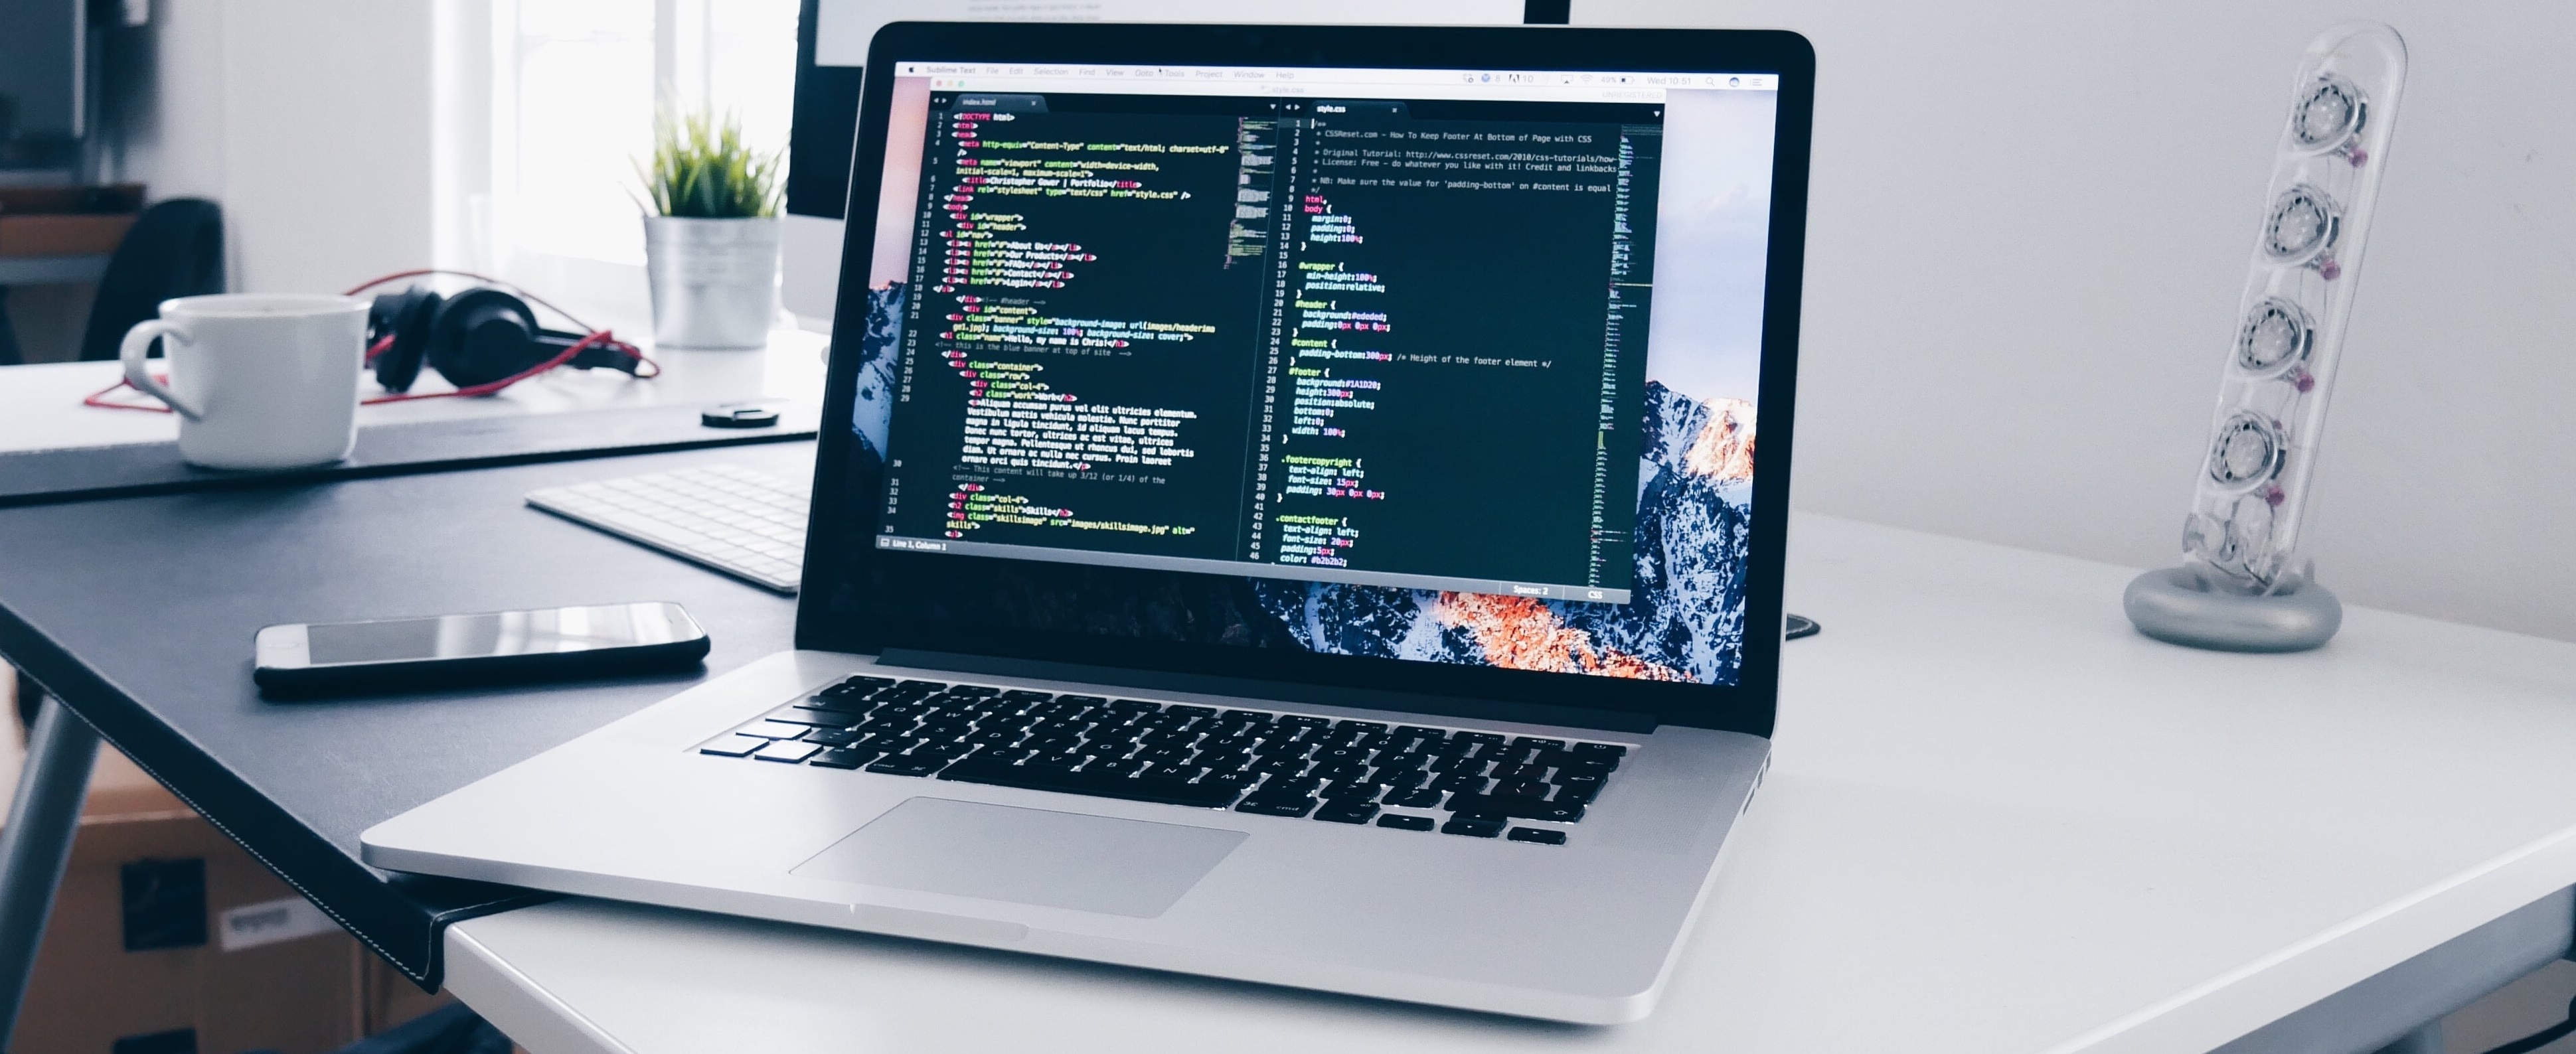 Sublime Text File Edit Selection Find View Goto Tools Project Window Help
40% Wed 10:51
style.css
UNREGISTERED
index.html
<!DOCTYPE html>
<html>
<head>
<meta http-equiv="Content-Type" content="text/html; charset=utf-8"
/>
<meta name="viewport" content="width=device-width,
initial-scale=1, maximum-scale=1">
<title>Christopher Gower | Portfolio</title>
<link rel="stylesheet" type="text/css" href="style.css" />
</head>
<body>
<div id="wrapper">
<div id="header">
<ul id="nav">
<li><a href="#">About Us</a></li>
<li><a href="#">Our Products</a></li>
<li><a href="#">FAQs</a></li>
<li><a href="#">Contact</a></li>
<li><a href="#">Login</a></li>
</ul>
</div><!-- #header -->
<div id="content">
<div class="banner" style="background-image: url(images/headerima
ge1.jpg); background-size: 100%; background-size: cover;">
<h1 class="name">Hello, my name is Chris!</h1>
<!-- this is the blue banner at top of site -->
</div>
<div class="container">
<div class="row">
<div class="col-4">
<h2 class="work">Work</h2>
<p>Aliquam accumsan purus vel elit ultricies elementum.
Vestibulum mattis vehicula molestie. Nunc porttitor
magna in ligula tincidunt, id aliquam lacus tempus.
Donec nunc tortor, ultrices ac est vitae, ultrices
tempor magna. Pellentesque ut rhoncus dui, sed lobortis
diam. Ut ornare ac nulla nec cursus. Proin laoreet
ornare orci quis tincidunt.</p>
<!-- This content will take up 3/12 (or 1/4) of the
container -->
</div>
<div class="col-4">
<h2 class="skills">Skills</h2>
<img class="skillsimage" src="images/skillsimage.jpg" alt="
skills">
<ul>
Line 1, Column 1
style.css
/**
* CSSReset.com - How To Keep Footer At Bottom of Page with CSS
*
* Original Tutorial: http://www.cssreset.com/2010/css-tutorials/how-
* License: Free - do whatever you like with it! Credit and linkbacks
*
* NB: Make sure the value for 'padding-bottom' on #content is equal
*/
html,
body {
margin:0;
padding:0;
height:100%;
}
#wrapper {
min-height:100%;
position:relative;
}
#header {
background:#ededed;
padding:0px 0px 0px;
}
#content {
padding-bottom:300px; /* Height of the footer element */
}
#footer {
background:#1A1D20;
height:300px;
position:absolute;
bottom:0;
left:0;
width: 100%;
}
.footercopyright {
text-align: left;
font-size: 15px;
padding: 30px 0px 0px;
}
.contactfooter {
text-align: left;
font-size: 20px;
padding:5px;
color: #b2b2b2;
Spaces: 2 CSS